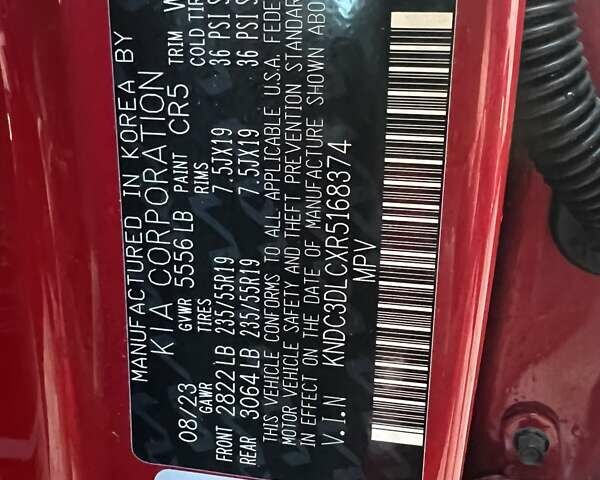 MANUFACTURED IN KOREA BY
KIA CORPORATION
08/23 GVWR 5556 LB PAINT CR5 TRIM W
GAWR TIRES RIMS COLD TIR
FRONT 2822 LB 235/55R19 7.5JX19 36 PSI S
REAR 3064 LB 235/55R19 7.5JX19 36 PSI S
THIS VEHICLE CONFORMS TO ALL APPLICABLE U.S.A. FEDE
MOTOR VEHICLE SAFETY AND THEFT PREVENTION STANDAR
IN EFFECT ON THE DATE OF MANUFACTURE SHOWN ABO
V.I.N KNDC3DLCXR5168374
MPV